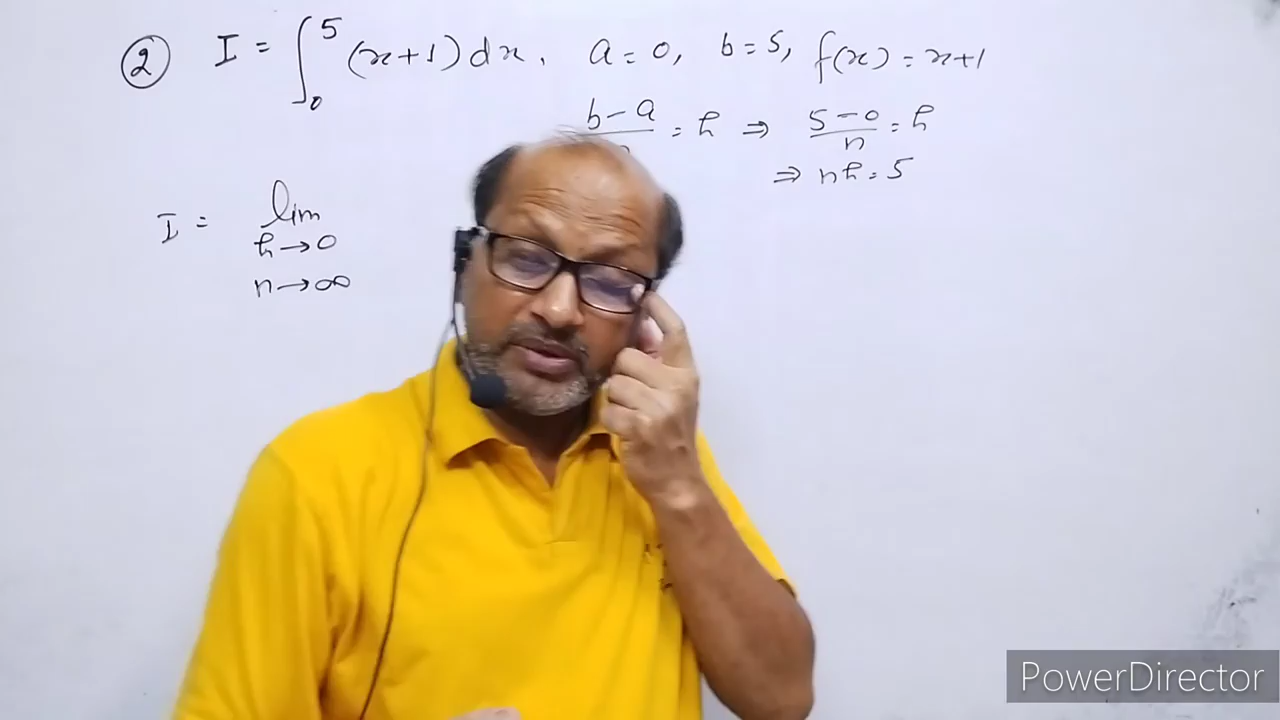 ② I = ∫₀⁵ (x+1) dx. a = 0, b = 5, f(x) = x+1
b-a/ = h ⇒ 5-0/n = h
⇒ nh = 5
I = lim
h→0
n→∞
PowerDirector